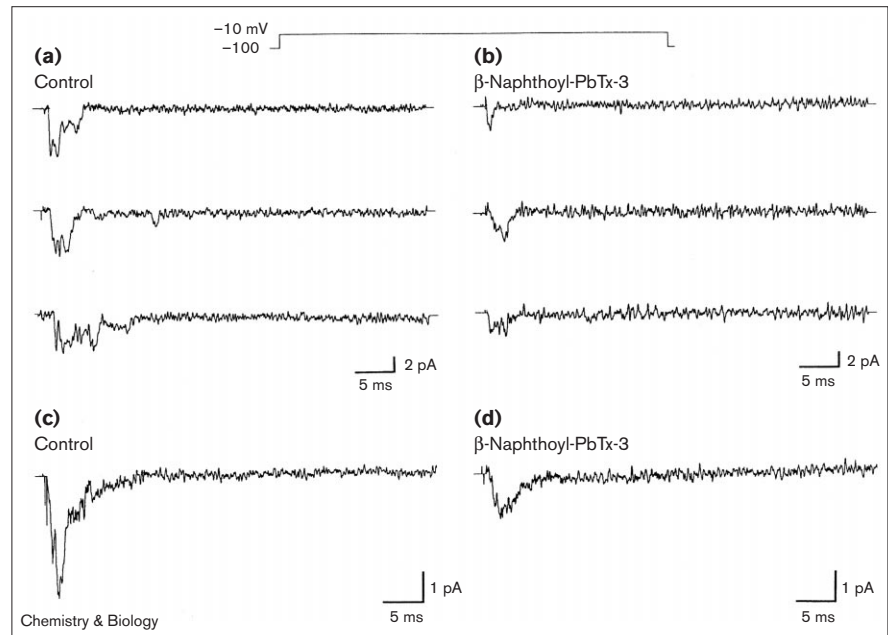 −10 mV
−100
(a)
Control
(b)
β-Naphthoyl-PbTx-3
2 pA
5 ms
2 pA
5 ms
(c)
Control
(d)
β-Naphthoyl-PbTx-3
1 pA
5 ms
1 pA
5 ms
Chemistry & Biology